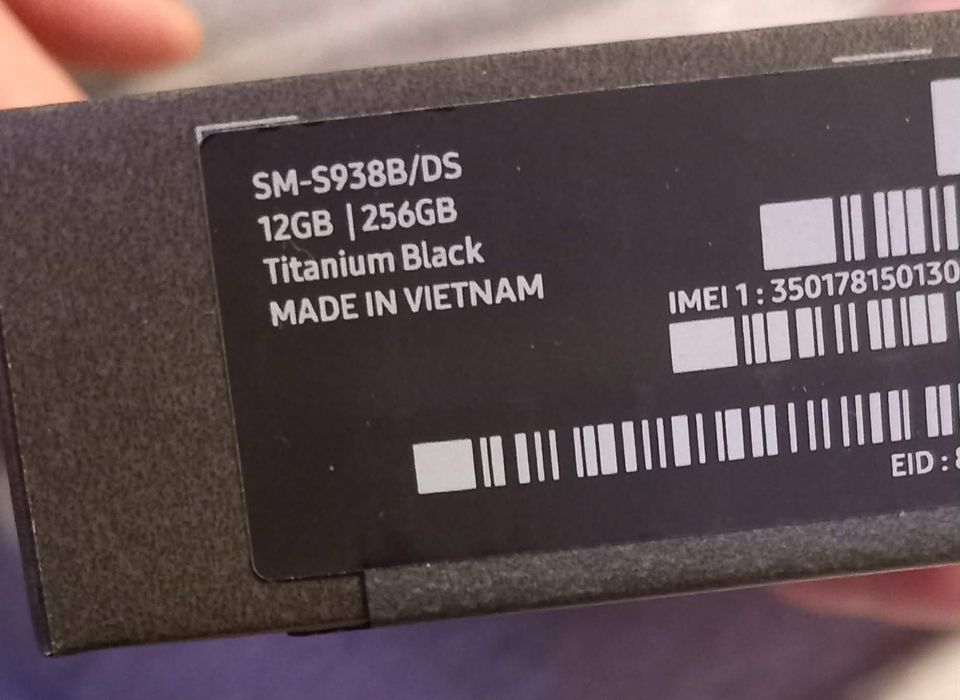 SM-S938B/DS
12GB | 256GB
Titanium Black
MADE IN VIETNAM
IMEI 1 : 350178150130
EID :